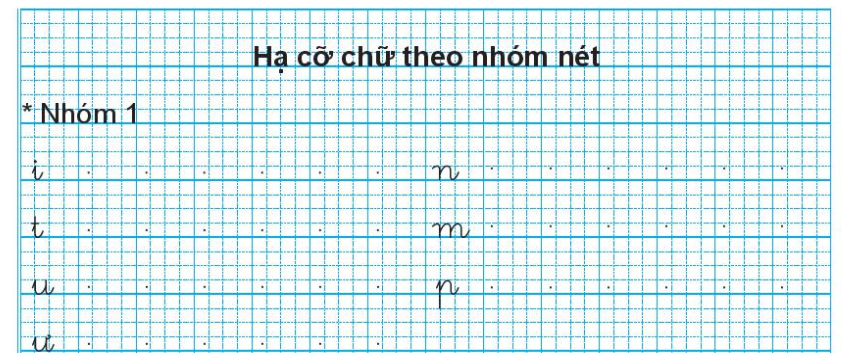 Hạ cỡ chữ theo nhóm nét
* Nhóm 1
i . . . . . . n . . . . . .
t . . . . . . m . . . . . .
u . . . . . . p . . . . . .
ư . . . . . .